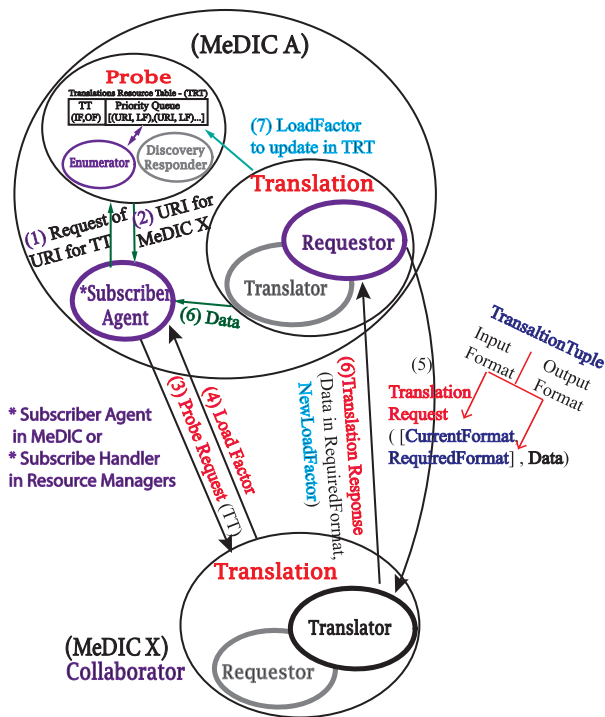 (MeDIC A)
Probe
Translations Resource Table - (TRT)
TT
(IF,OF)
Priority Queue
[(URI, LF),(URI, LF)...]
Enumerator
Discovery
Responder
(7) LoadFactor
to update in TRT
Translation
Requestor
Translator
(1) Request of
URI for TT
(2) URI for
MeDIC X
*Subscriber
Agent
(6) Data
(3) Probe Request (TT)
(4) Load Factor
(6)Translation Response
(Data in RequiredFormat,
NewLoadFactor)
(5)
Translation
Request
( [CurrentFormat
RequiredFormat] , Data)
TransaltionTuple
Input
Format
Output
Format
* Subscriber Agent
in MeDIC or
* Subscribe Handler
in Resource Managers
Translation
Translator
Requestor
(MeDIC X)
Collaborator